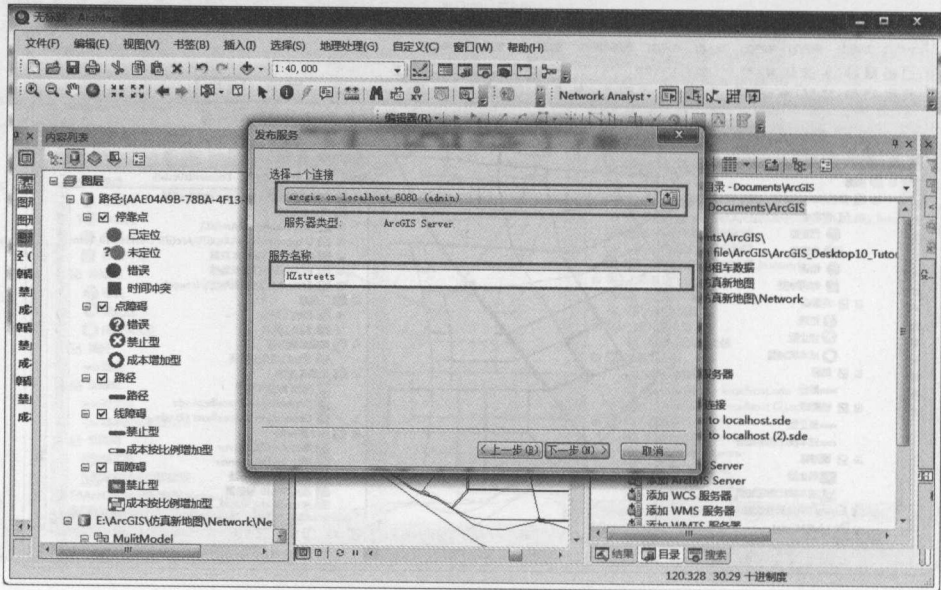 无标题 - ArcMap
文件(F) 编辑(E) 视图(V) 书签(B) 插入(I) 选择(S) 地理处理(G) 自定义(C) 窗口(W) 帮助(H)
1:40,000
Network Analyst
编辑器(R)
内容列表
图层
路径:{AAE04A9B-78BA-4F13-
停靠点
已定位
未定位
错误
时间冲突
点障碍
错误
禁止型
成本增加型
路径
路径
线障碍
禁止型
成本按比例增加型
面障碍
禁止型
成本按比例增加型
E:\ArcGIS\仿真新地图\Network\Ne
MulitModel
发布服务
选择一个连接
arcgis on localhost_6080 (admin)
服务器类型: ArcGIS Server
服务名称
HZstreets
<上一步(B) 下一步(N)> 取消
目录 - Documents\ArcGIS
Documents\ArcGIS
nts\ArcGIS\
n file\ArcGIS\ArcGIS_Desktop10_Tutor
租车数据
仿真新地图
仿真新地图\Network
服务器
连接
to localhost.sde
to localhost (2).sde
Server
添加 ArcIMS Server
添加 WCS 服务器
添加 WMS 服务器
添加 WMTS 服务器
结果 目录 搜索
120.328 30.29 十进制度